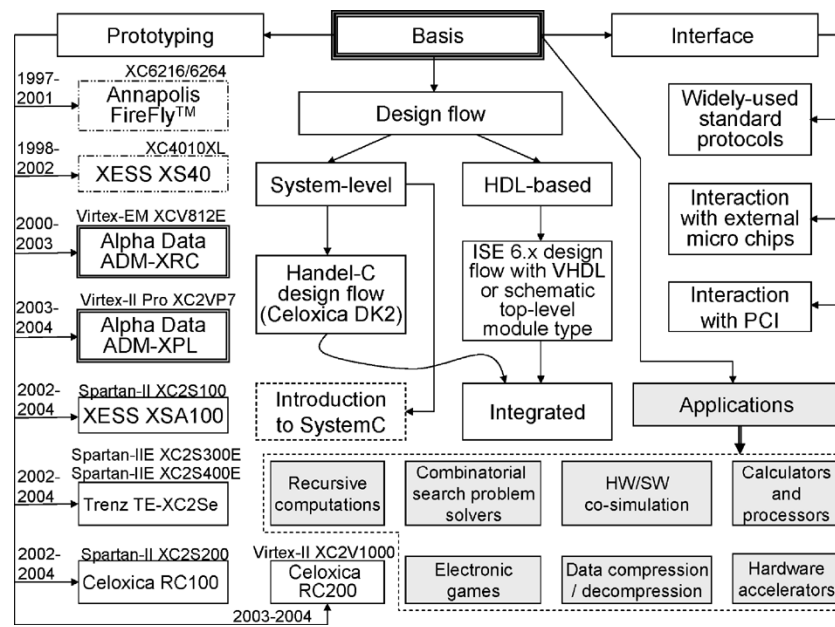 Prototyping
Basis
Interface
1997-
2001
XC6216/6264
Annapolis
FireFly™
Design flow
Widely-used
standard
protocols
1998-
2002
XC4010XL
XESS XS40
System-level
HDL-based
Interaction
with external
micro chips
2000-
2003
Virtex-EM XCV812E
Alpha Data
ADM-XRC
Handel-C
design flow
(Celoxica DK2)
ISE 6.x design
flow with VHDL
or schematic
top-level
module type
Interaction
with PCI
2003-
2004
Virtex-II Pro XC2VP7
Alpha Data
ADM-XPL
2002-
2004
Spartan-II XC2S100
XESS XSA100
Introduction
to SystemC
Integrated
Applications
2002-
2004
Spartan-IIE XC2S300E
Spartan-IIE XC2S400E
Trenz TE-XC2Se
Recursive
computations
Combinatorial
search problem
solvers
HW/SW
co-simulation
Calculators
and
processors
2002-
2004
Spartan-II XC2S200
Celoxica RC100
Virtex-II XC2V1000
Celoxica
RC200
Electronic
games
Data compression
/ decompression
Hardware
accelerators
2003-2004